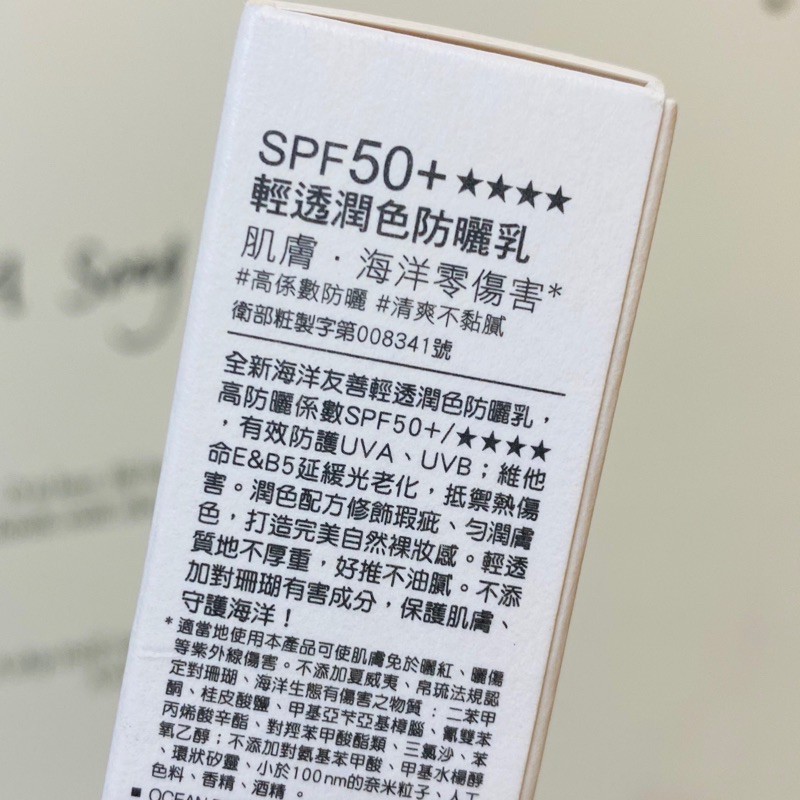 SPF50+★★★★
輕透潤色防曬乳
肌膚．海洋零傷害*
#高係數防曬 #清爽不黏膩
衛部粧製字第008341號
全新海洋友善輕透潤色防曬乳，
高防曬係數SPF50+/★★★★
，有效防護UVA、UVB；維他
命E&B5延緩光老化，抵禦熱傷
害。潤色配方修飾瑕疵、勻潤膚
色，打造完美自然裸妝感。輕透
質地不厚重，好推不油膩。不添
加對珊瑚有害成分，保護肌膚、
守護海洋！
*適當地使用本產品可使肌膚免於曬紅、曬傷
等紫外線傷害。不添加夏威夷、帛琉法規認
定對珊瑚、海洋生態有傷害之物質：二苯甲
酮、桂皮酸鹽、甲基亞苄亞基樟腦、氰雙苯
丙烯酸辛酯、對羥苯甲酸酯類、三氯沙、苯
氧乙醇；不添加對氨基苯甲酸、甲基水楊醇
、環狀矽靈、小於100nm的奈米粒子、人工
色料、香精、酒精。
■ OCEAN